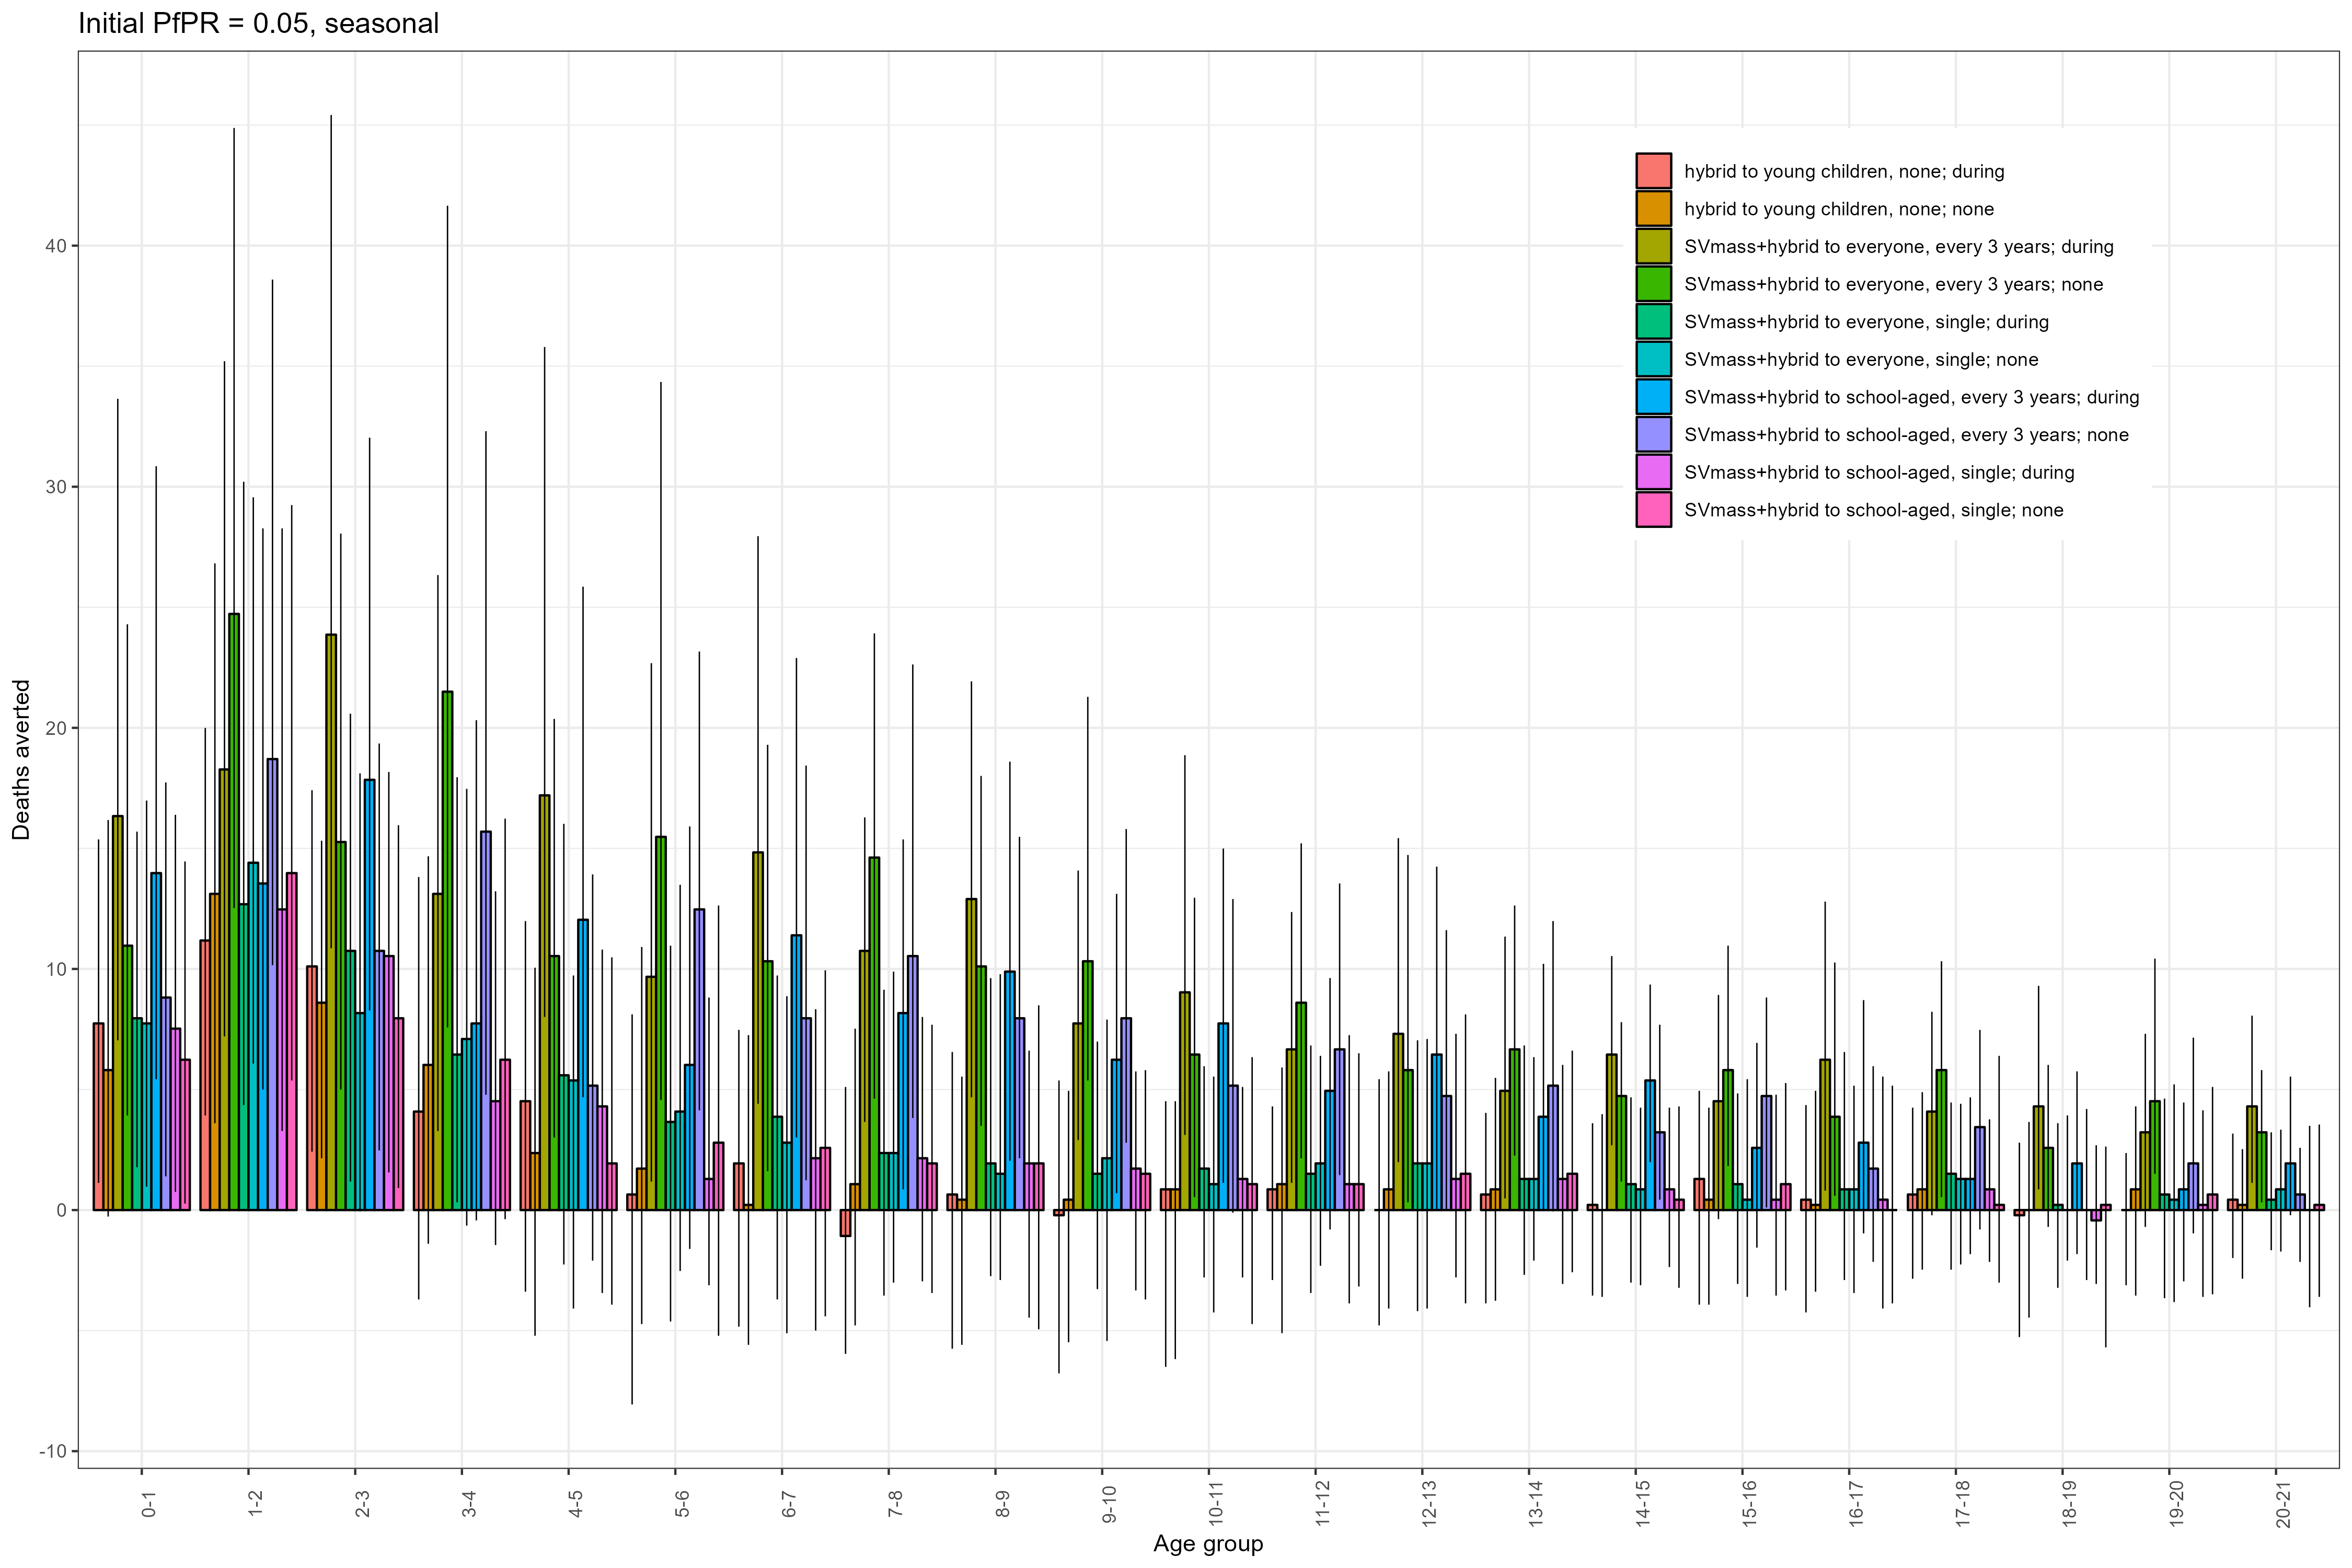 Initial PfPR = 0.05, seasonal
hybrid to young children, none; during
hybrid to young children, none; none
SVmass+hybrid to everyone, every 3 years; during
SVmass+hybrid to everyone, every 3 years; none
SVmass+hybrid to everyone, single; during
SVmass+hybrid to everyone, single; none
SVmass+hybrid to school-aged, every 3 years; during
SVmass+hybrid to school-aged, every 3 years; none
SVmass+hybrid to school-aged, single; during
SVmass+hybrid to school-aged, single; none
Deaths averted
40
30
20
10
0
-10
0-1
1-2
2-3
3-4
4-5
5-6
6-7
7-8
8-9
9-10
10-11
11-12
12-13
13-14
14-15
15-16
16-17
17-18
18-19
19-20
20-21
Age group